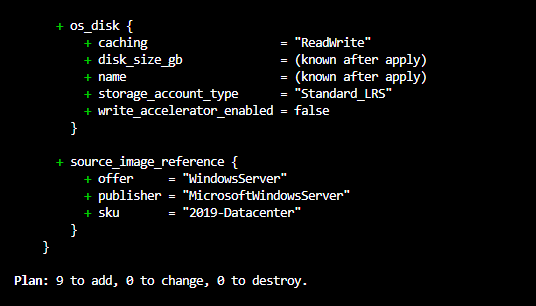 + os_disk {
+ caching = "ReadWrite"
+ disk_size_gb = (known after apply)
+ name = (known after apply)
+ storage_account_type = "Standard_LRS"
+ write_accelerator_enabled = false
}
+ source_image_reference {
+ offer = "WindowsServer"
+ publisher = "MicrosoftWindowsServer"
+ sku = "2019-Datacenter"
}
}
Plan: 9 to add, 0 to change, 0 to destroy.